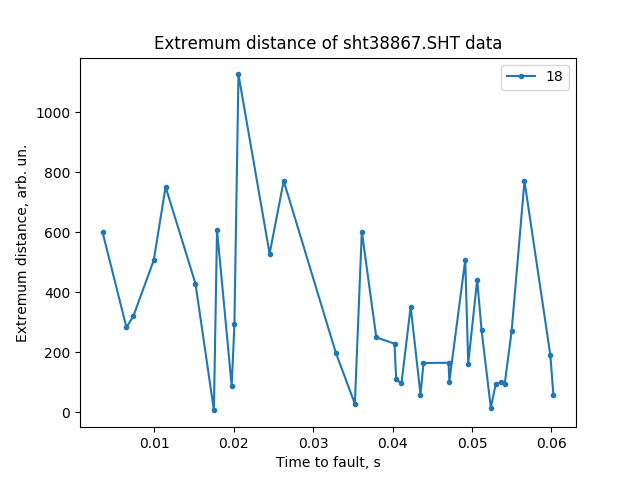 Extremum distance of sht38867.SHT data
18
Extremum distance, arb. un.
1000
800
600
400
200
0
0.01 0.02 0.03 0.04 0.05 0.06
Time to fault, s